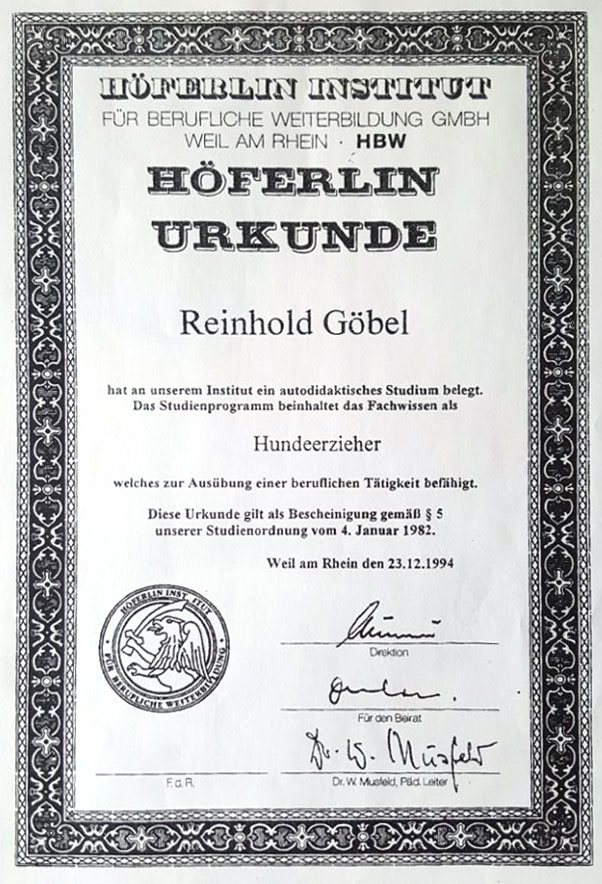 HÖFERLIN INSTITUT
FÜR BERUFLICHE WEITERBILDUNG GMBH
WEIL AM RHEIN · HBW
HÖFERLIN
URKUNDE
Reinhold Göbel
hat an unserem Institut ein autodidaktisches Studium belegt.
Das Studienprogramm beinhaltet das Fachwissen als
Hundeerzieher
welches zur Ausübung einer beruflichen Tätigkeit befähigt.
Diese Urkunde gilt als Bescheinigung gemäß § 5
unserer Studienordnung vom 4. Januar 1982.
Weil am Rhein den 23.12.1994
HÖFERLIN INSTITUT
FÜR BERUFLICHE WEITERBILDUNG
Direktion
Für den Beirat
Dr. W. Musfeld
F.d.R.
Dr. W. Musfeld, Päd. Leiter